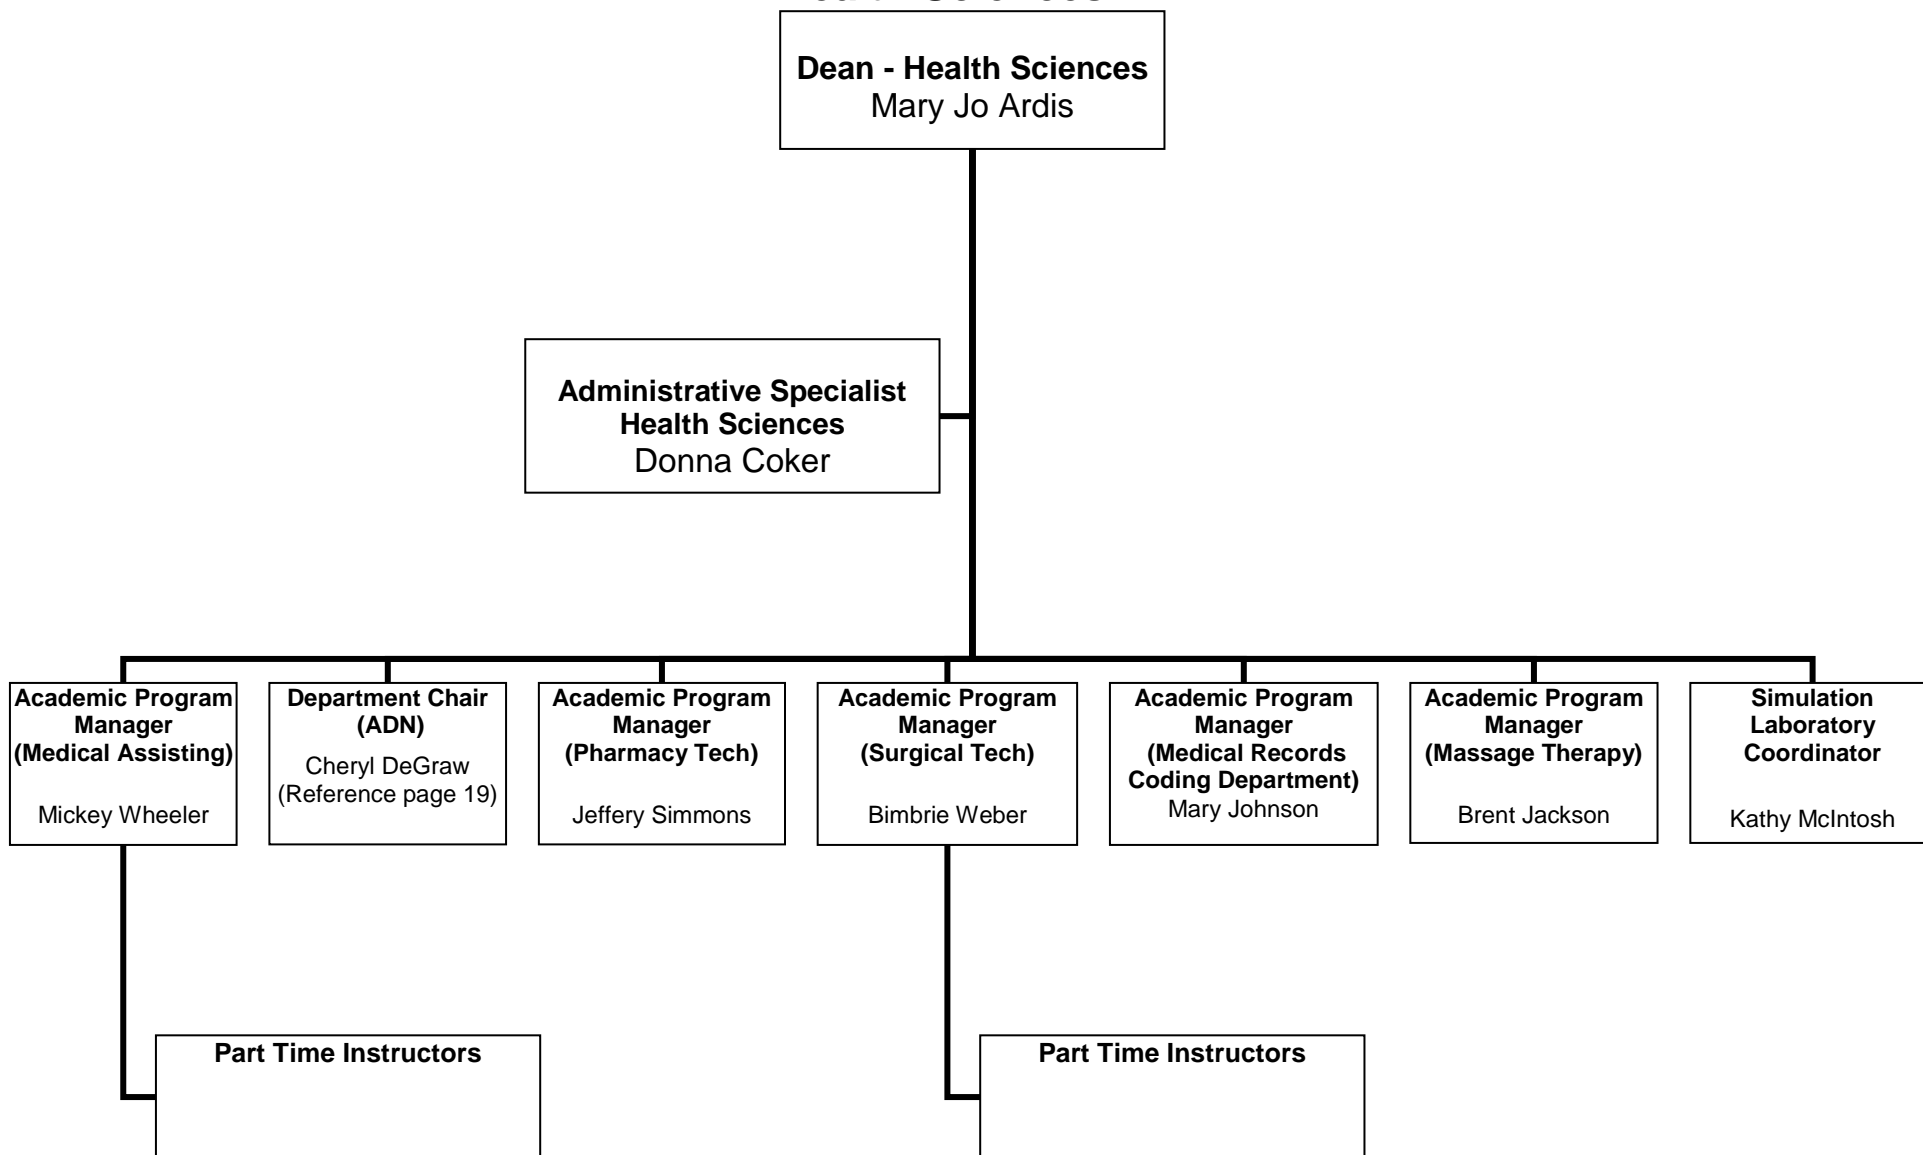 Dean - Health Sciences
Mary Jo Ardis
Administrative Specialist
Health Sciences
Donna Coker
Academic Program
Manager
(Medical Assisting)
Mickey Wheeler
Department Chair
(ADN)
Cheryl DeGraw
(Reference page 19)
Academic Program
Manager
(Pharmacy Tech)
Jeffery Simmons
Academic Program
Manager
(Surgical Tech)
Bimbrie Weber
Academic Program
Manager
(Medical Records
Coding Department)
Mary Johnson
Academic Program
Manager
(Massage Therapy)
Brent Jackson
Simulation
Laboratory
Coordinator
Kathy McIntosh
Part Time Instructors
Part Time Instructors